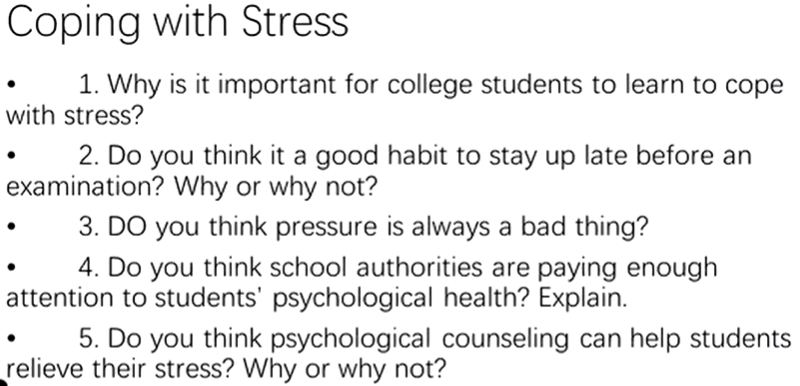 Coping with Stress
• 1. Why is it important for college students to learn to cope
with stress?
• 2. Do you think it a good habit to stay up late before an
examination? Why or why not?
• 3. DO you think pressure is always a bad thing?
• 4. Do you think school authorities are paying enough
attention to students' psychological health? Explain.
• 5. Do you think psychological counseling can help students
relieve their stress? Why or why not?